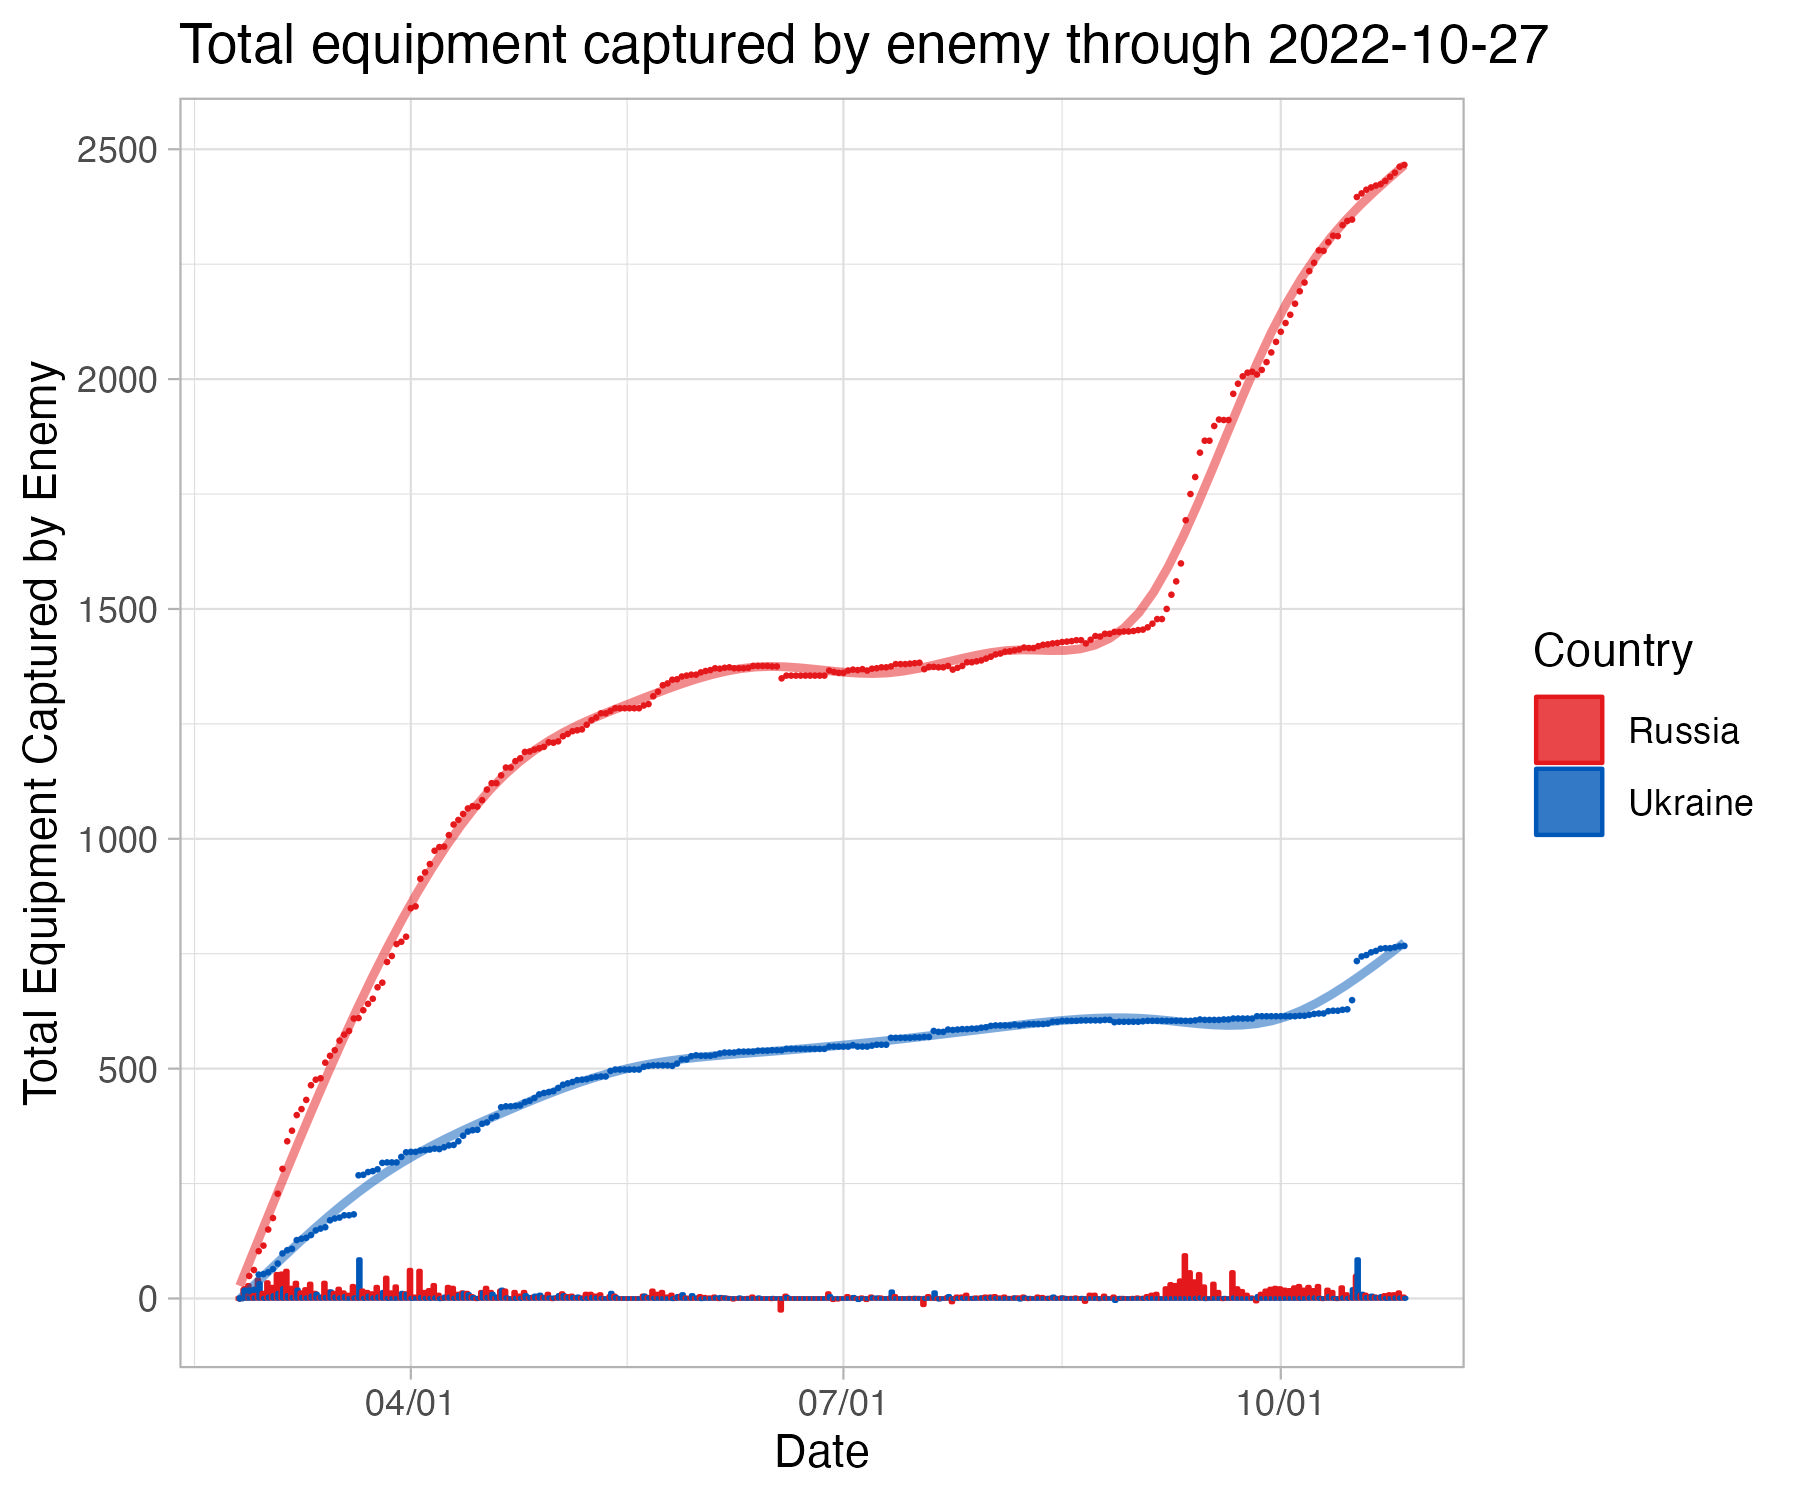 Total equipment captured by enemy through 2022-10-27
Total Equipment Captured by Enemy
2500
2000
1500
1000
500
0
04/01
07/01
10/01
Date
Country
Russia
Ukraine